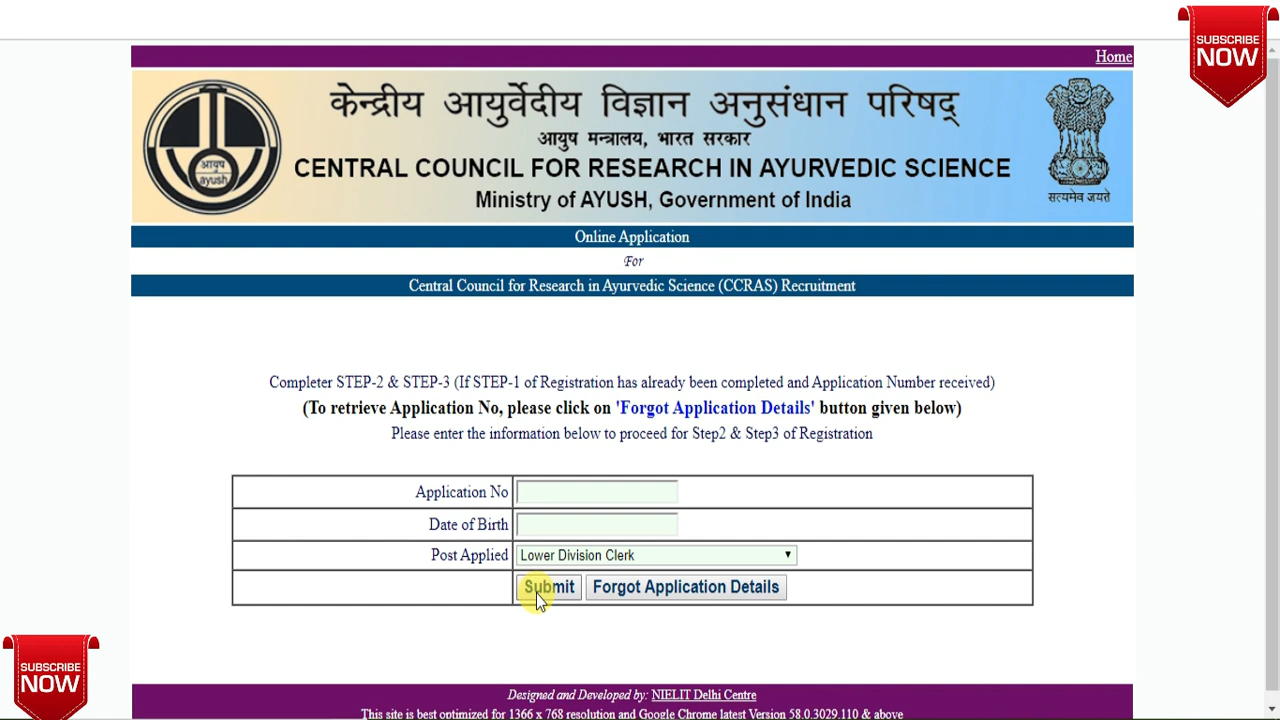 SUBSCRIBE
NOW
Home
केन्द्रीय आयुर्वेदीय विज्ञान अनुसंधान परिषद्
आयुष मन्त्रालय, भारत सरकार
CENTRAL COUNCIL FOR RESEARCH IN AYURVEDIC SCIENCE
Ministry of AYUSH, Government of India
आयुष
ayush
सत्यमेव जयते
Online Application
For
Central Council for Research in Ayurvedic Science (CCRAS) Recruitment
Completer STEP-2 & STEP-3 (If STEP-1 of Registration has already been completed and Application Number received)
(To retrieve Application No, please click on 'Forgot Application Details' button given below)
Please enter the information below to proceed for Step2 & Step3 of Registration
Application No
Date of Birth
Post Applied Lower Division Clerk
Submit Forgot Application Details
SUBSCRIBE
NOW
Designed and Developed by: NIELIT Delhi Centre
This site is best optimized for 1366 x 768 resolution and Google Chrome latest Version 58.0.3029.110 & above